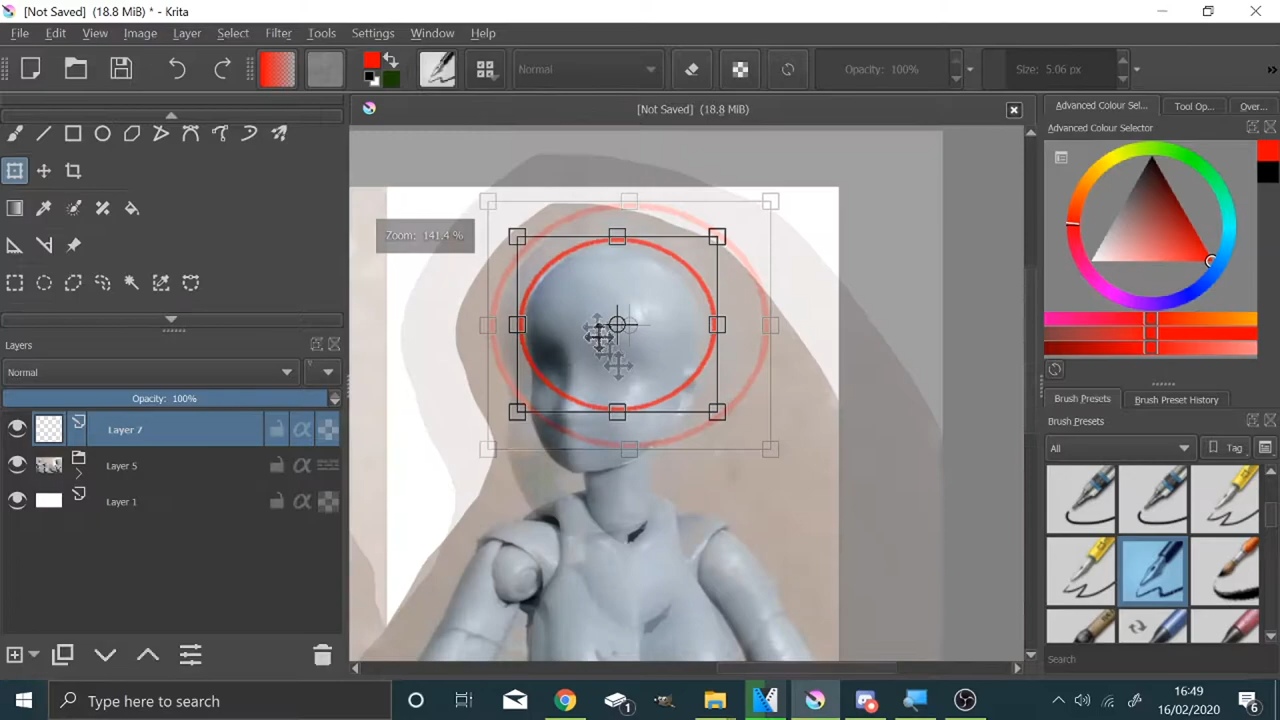 [Not Saved] (18.8 MiB) * - Krita
File Edit View Image Layer Select Filter Tools Settings Window Help
Normal
Opacity: 100%
Size: 5.06 px
»
[Not Saved] (18.8 MiB)
Advanced Colour Sel...
Tool Op...
Over...
Advanced Colour Selector
Zoom: 141.4 %
Layers
Normal
Opacity: 100%
Layer 7
Layer 5
Layer 1
Brush Presets
Brush Preset History
Brush Presets
All
Tag
Search
Type here to search
1
16:49
16/02/2020
6